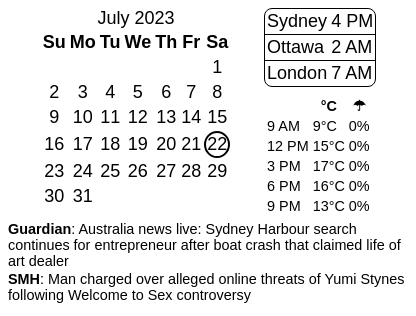 July 2023
Su Mo Tu We Th Fr Sa
1
2 3 4 5 6 7 8
9 10 11 12 13 14 15
16 17 18 19 20 21 22
23 24 25 26 27 28 29
30 31
Sydney 4 PM
Ottawa 2 AM
London 7 AM
°C ☂
9 AM 9°C 0%
12 PM 15°C 0%
3 PM 17°C 0%
6 PM 16°C 0%
9 PM 13°C 0%
Guardian: Australia news live: Sydney Harbour search
continues for entrepreneur after boat crash that claimed life of
art dealer
SMH: Man charged over alleged online threats of Yumi Stynes
following Welcome to Sex controversy